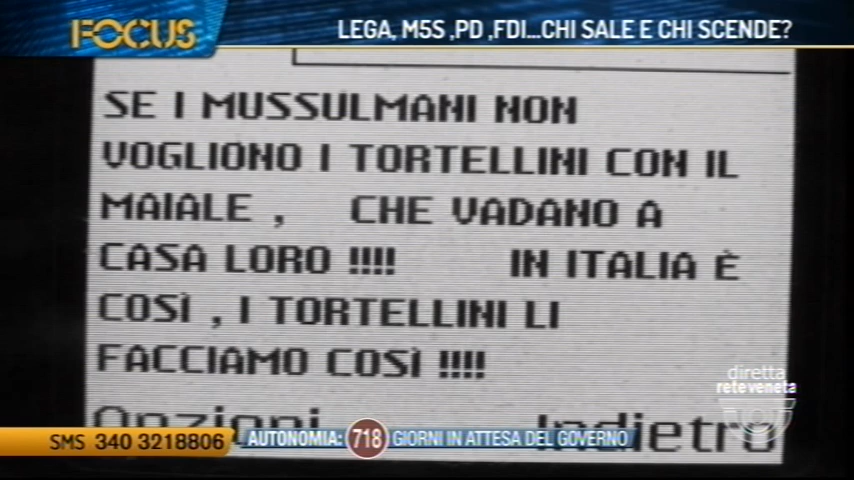 FOCUS
LEGA, M5S ,PD ,FDI...CHI SALE E CHI SCENDE?
SE I MUSSULMANI NON
VOGLIONO I TORTELLINI CON IL
MAIALE , CHE VADANO A
CASA LORO !!!! IN ITALIA È
COSÌ , I TORTELLINI LI
FACCIAMO COSÌ !!!!
diretta
reteveneta
Opzioni Indietro
SMS 340 3218806 AUTONOMIA: 718 GIORNI IN ATTESA DEL GOVERNO